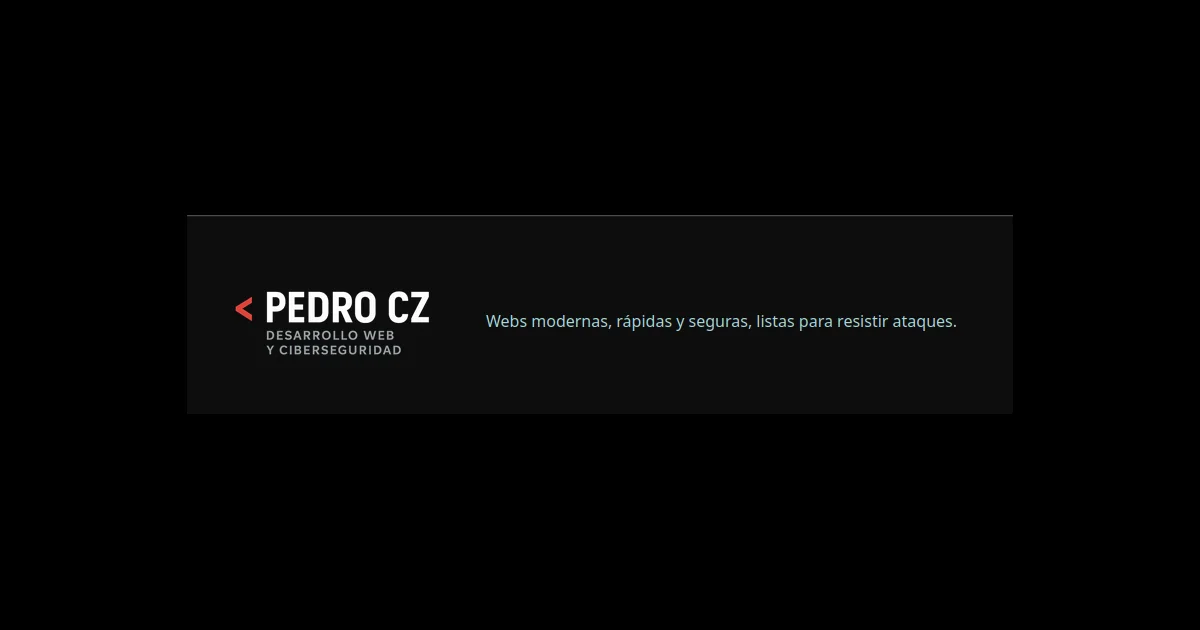 < PEDRO CZ
DESARROLLO WEB
Y CIBERSEGURIDAD
Webs modernas, rápidas y seguras, listas para resistir ataques.